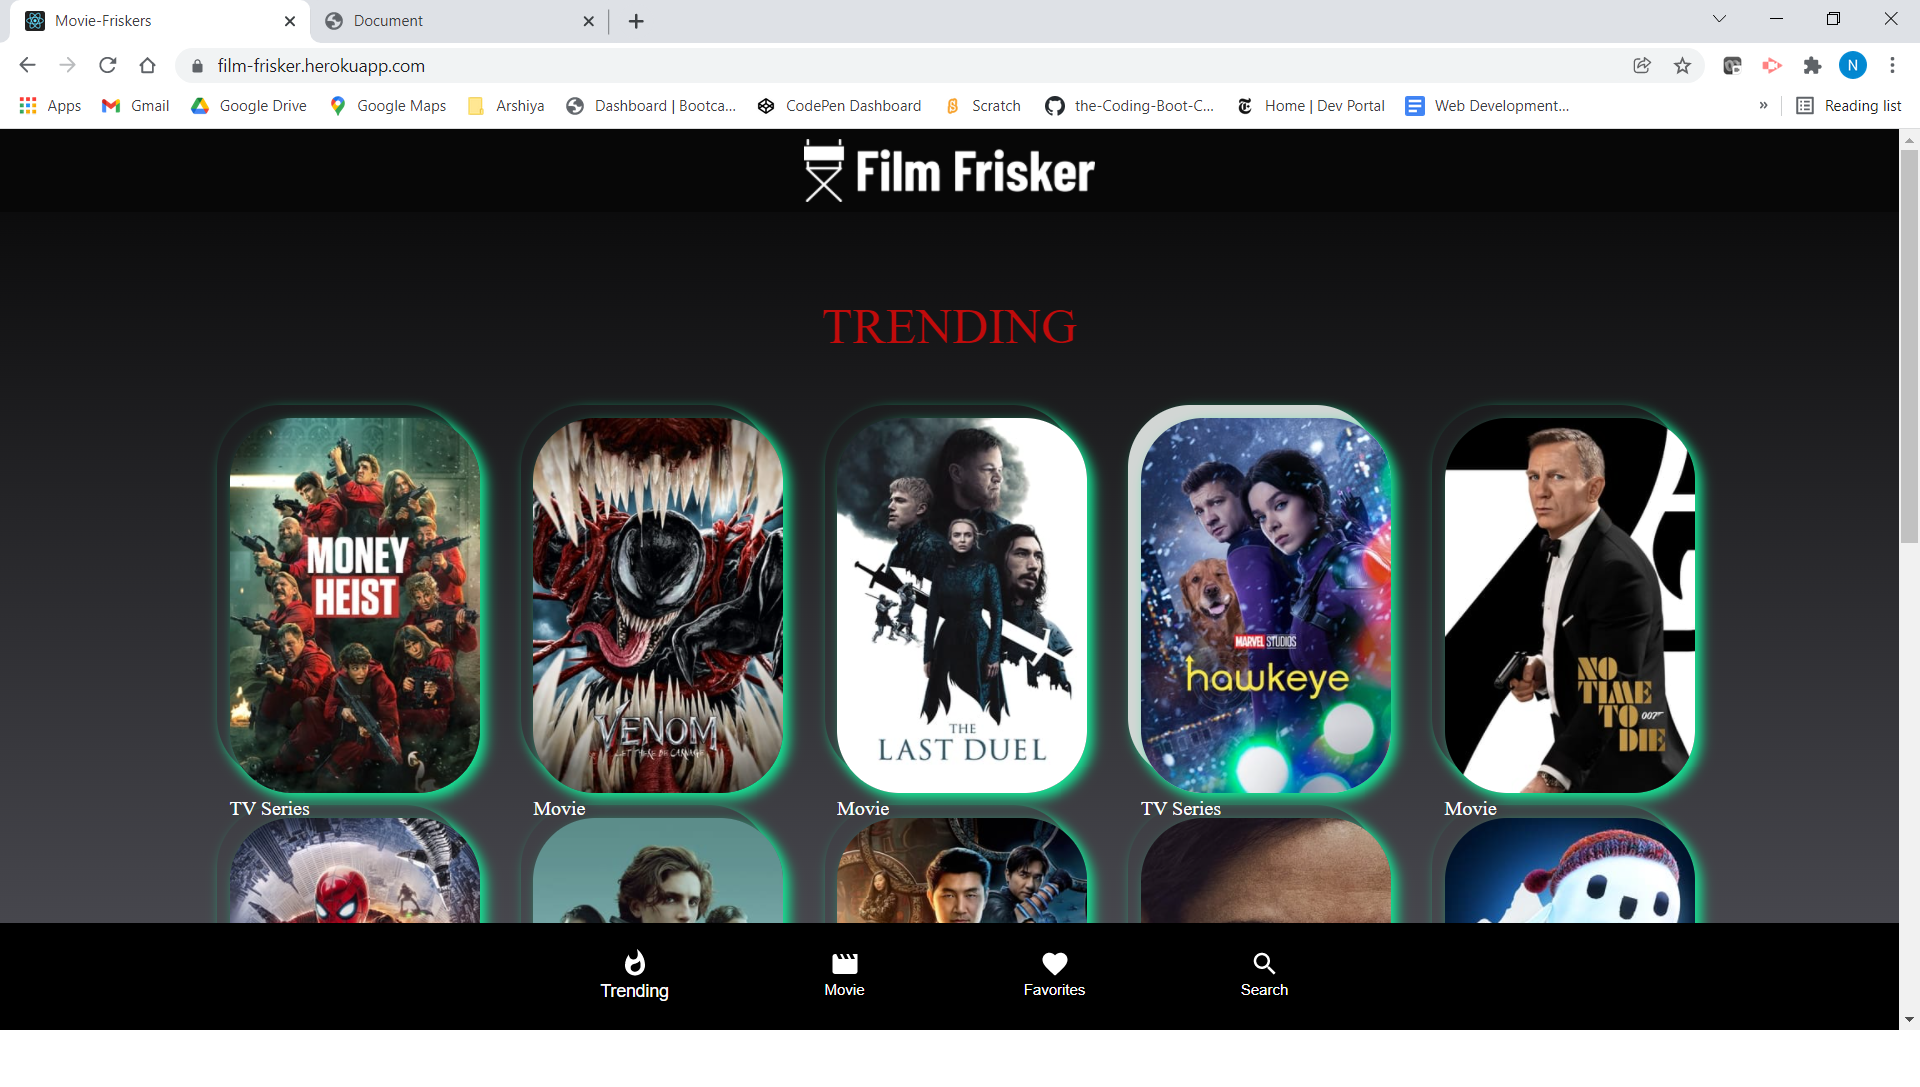 Movie-Friskers
Document
film-frisker.herokuapp.com
N
Apps
Gmail
Google Drive
Google Maps
Arshiya
Dashboard | Bootca...
CodePen Dashboard
Scratch
the-Coding-Boot-C...
Home | Dev Portal
Web Development...
»
Reading list
Film Frisker
TRENDING
MONEY
HEIST
VENOM
LET THERE BE CARNAGE
THE
LAST DUEL
MARVEL STUDIOS
hawkeye
NO
TIME
TO 007
DIE
TV Series
Movie
Movie
TV Series
Movie
Trending
Movie
Favorites
Search